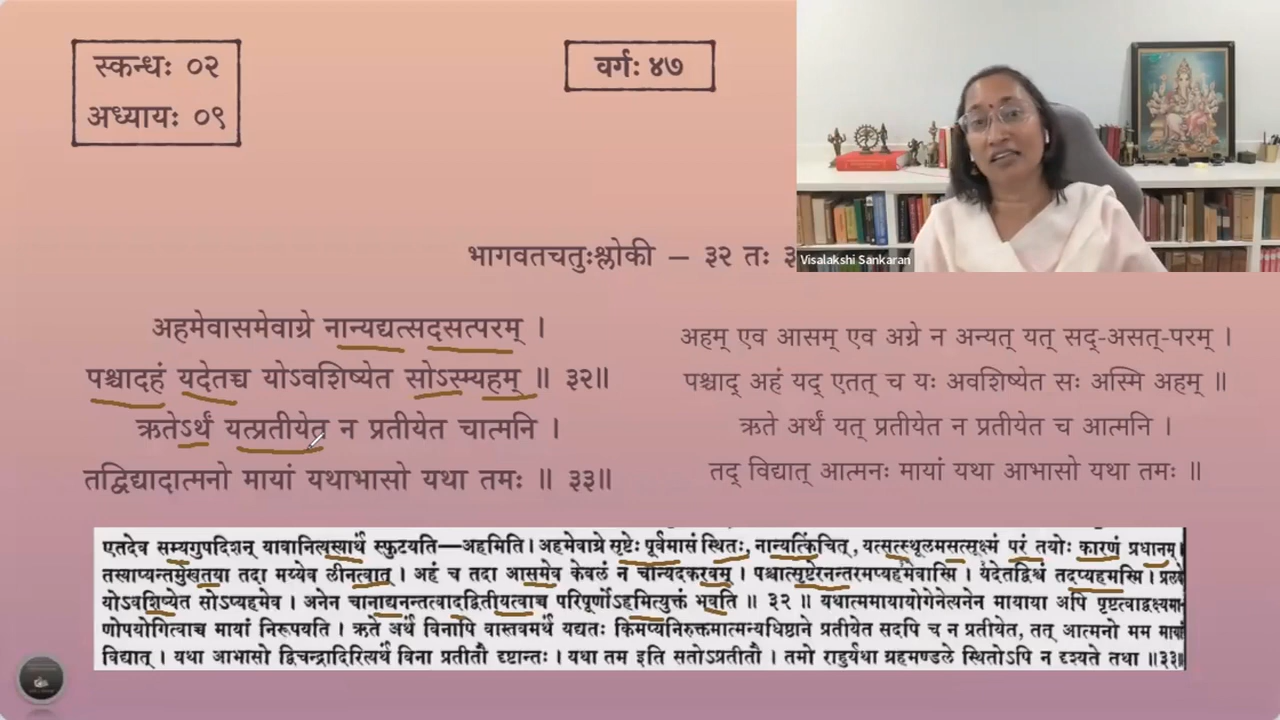 स्कन्धः ०२
अध्यायः ०९
वर्गः ४७
Visalakshi Sankaran
भागवतचतुःश्लोकी – ३२ तः
अहमेवासमेवाग्रे नान्यद्यत्सदसत्परम् ।
पश्चादहं यदेतच्च योऽवशिष्येत सोऽस्म्यहम् ॥ ३२॥
ऋतेऽर्थं यत्प्रतीयेत न प्रतीयेत चात्मनि ।
तद्विद्यादात्मनो मायां यथाभासो यथा तमः ॥ ३३॥
अहम् एव आसम् एव अग्रे न अन्यत् यत् सद्-असत्-परम् ।
पश्चाद् अहं यद् एतत् च यः अवशिष्येत सः अस्मि अहम् ॥
ऋते अर्थं यत् प्रतीयेत न प्रतीयेत च आत्मनि ।
तद् विद्यात् आत्मनः मायां यथा आभासो यथा तमः ॥
एतदेव सम्यगुपदिशन् यावानित्यस्यार्थं स्फुटयति—अहमिति । अहमेवाग्रे सृष्टेः पूर्वमासं स्थितः, नान्यत्किंचित्, यत्सत्स्थूलमसत्सूक्ष्मं परं तयोः कारणं प्रधानम् ।
तस्याप्यन्तर्मुखतया तदा मय्येव लीनत्वात् । अहं च तदा आसमेव केवलं न चान्यदकरवम् । पश्चात्सृष्टेरनन्तरमप्यहमेवास्मि । यदेतद्विश्वं तदप्यहमस्मि । प्रलये
योऽवशिष्येत सोऽप्यहमेव । अनेन चानाद्यनन्तत्वादद्वितीयत्वाच्च परिपूर्णोऽहमित्युक्तं भवति ॥ ३२ ॥ यथात्ममायायोगेनेत्यनेन मायाया अपि पृष्टत्वाद्वक्ष्यमा-
णोपयोगित्वाच्च मायां निरूपयति । ऋते अर्थं विनापि वास्तवमर्थं यद्यतः किमप्यनिरुक्तमात्मन्यधिष्ठाने प्रतीयेत सदपि च न प्रतीयेत, तत् आत्मनो मम मायां
विद्यात् । यथा आभासो द्विचन्द्रादिरित्यर्थं विना प्रतीतौ दृष्टान्तः । यथा तम इति सतोऽप्रतीतौ । तमो राहुर्यथा ग्रहमण्डले स्थितोऽपि न दृश्यते तथा ॥३३॥